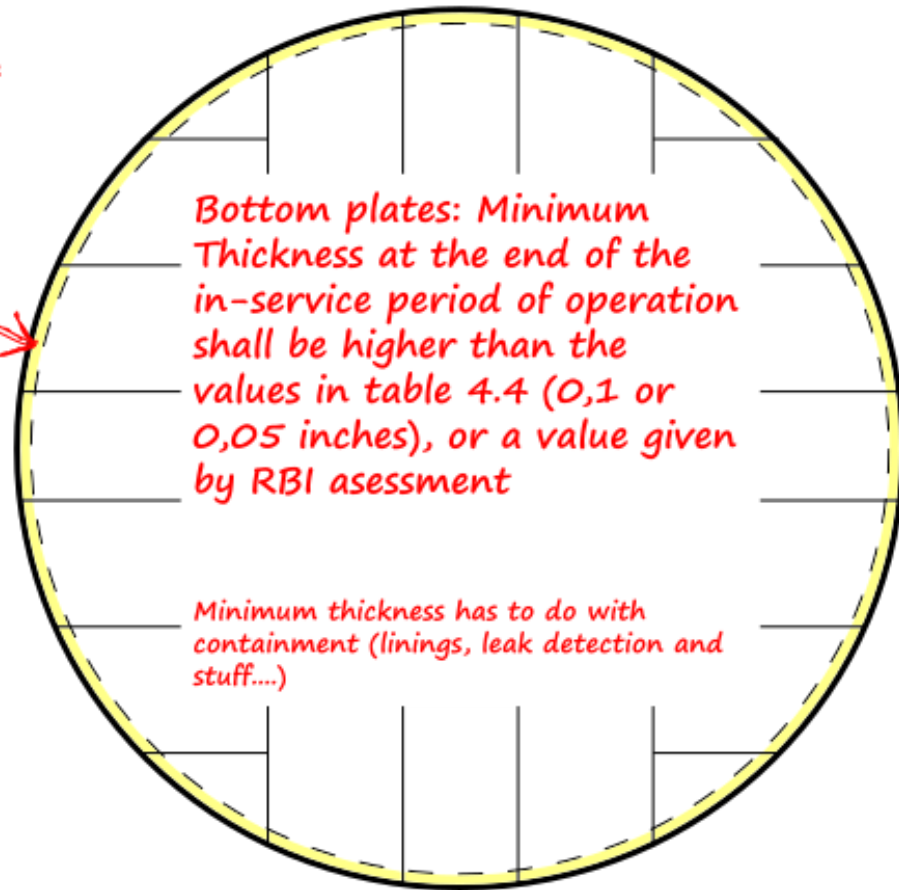 Bottom plates: Minimum
Thickness at the end of the
in-service period of operation
shall be higher than the
values in table 4.4 (0,1 or
0,05 inches), or a value given
by RBI asessment
Minimum thickness has to do with
containment (linings, leak detection and
stuff....)